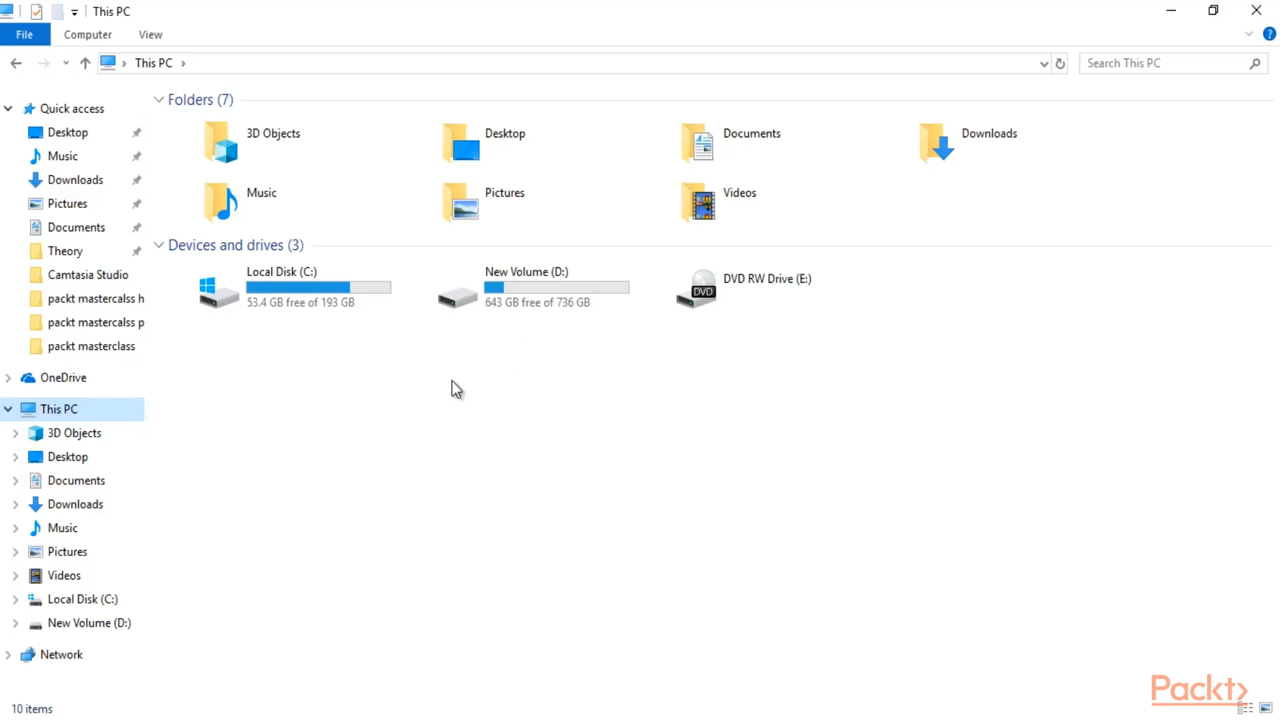 This PC
File
Computer
View
This PC
Search This PC
Quick access
Desktop
Music
Downloads
Pictures
Documents
Theory
Camtasia Studio
packt mastercalss h
packt mastercalss p
packt masterclass
OneDrive
This PC
3D Objects
Desktop
Documents
Downloads
Music
Pictures
Videos
Local Disk (C:)
New Volume (D:)
Network
Folders (7)
3D Objects
Desktop
Documents
Downloads
Music
Pictures
Videos
Devices and drives (3)
Local Disk (C:)
53.4 GB free of 193 GB
New Volume (D:)
643 GB free of 736 GB
DVD
DVD RW Drive (E:)
10 items
Packt